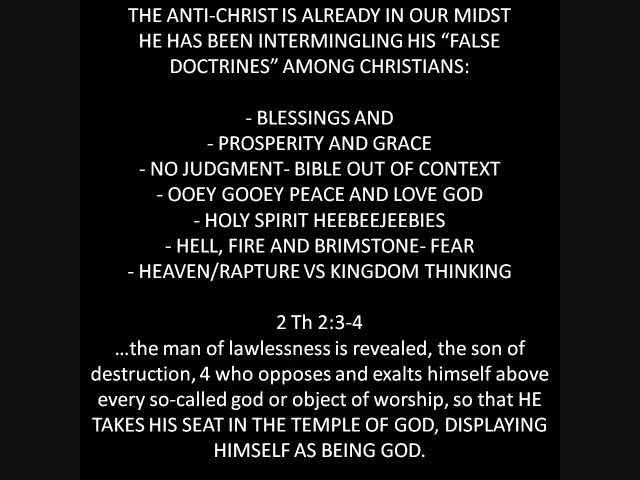 THE ANTI-CHRIST IS ALREADY IN OUR MIDST
HE HAS BEEN INTERMINGLING HIS “FALSE
DOCTRINES” AMONG CHRISTIANS:
- BLESSINGS AND
- PROSPERITY AND GRACE
- NO JUDGMENT- BIBLE OUT OF CONTEXT
- OOEY GOOEY PEACE AND LOVE GOD
- HOLY SPIRIT HEEBEEJEEBIES
- HELL, FIRE AND BRIMSTONE- FEAR
- HEAVEN/RAPTURE VS KINGDOM THINKING
2 Th 2:3-4
…the man of lawlessness is revealed, the son of
destruction, 4 who opposes and exalts himself above
every so-called god or object of worship, so that HE
TAKES HIS SEAT IN THE TEMPLE OF GOD, DISPLAYING
HIMSELF AS BEING GOD.